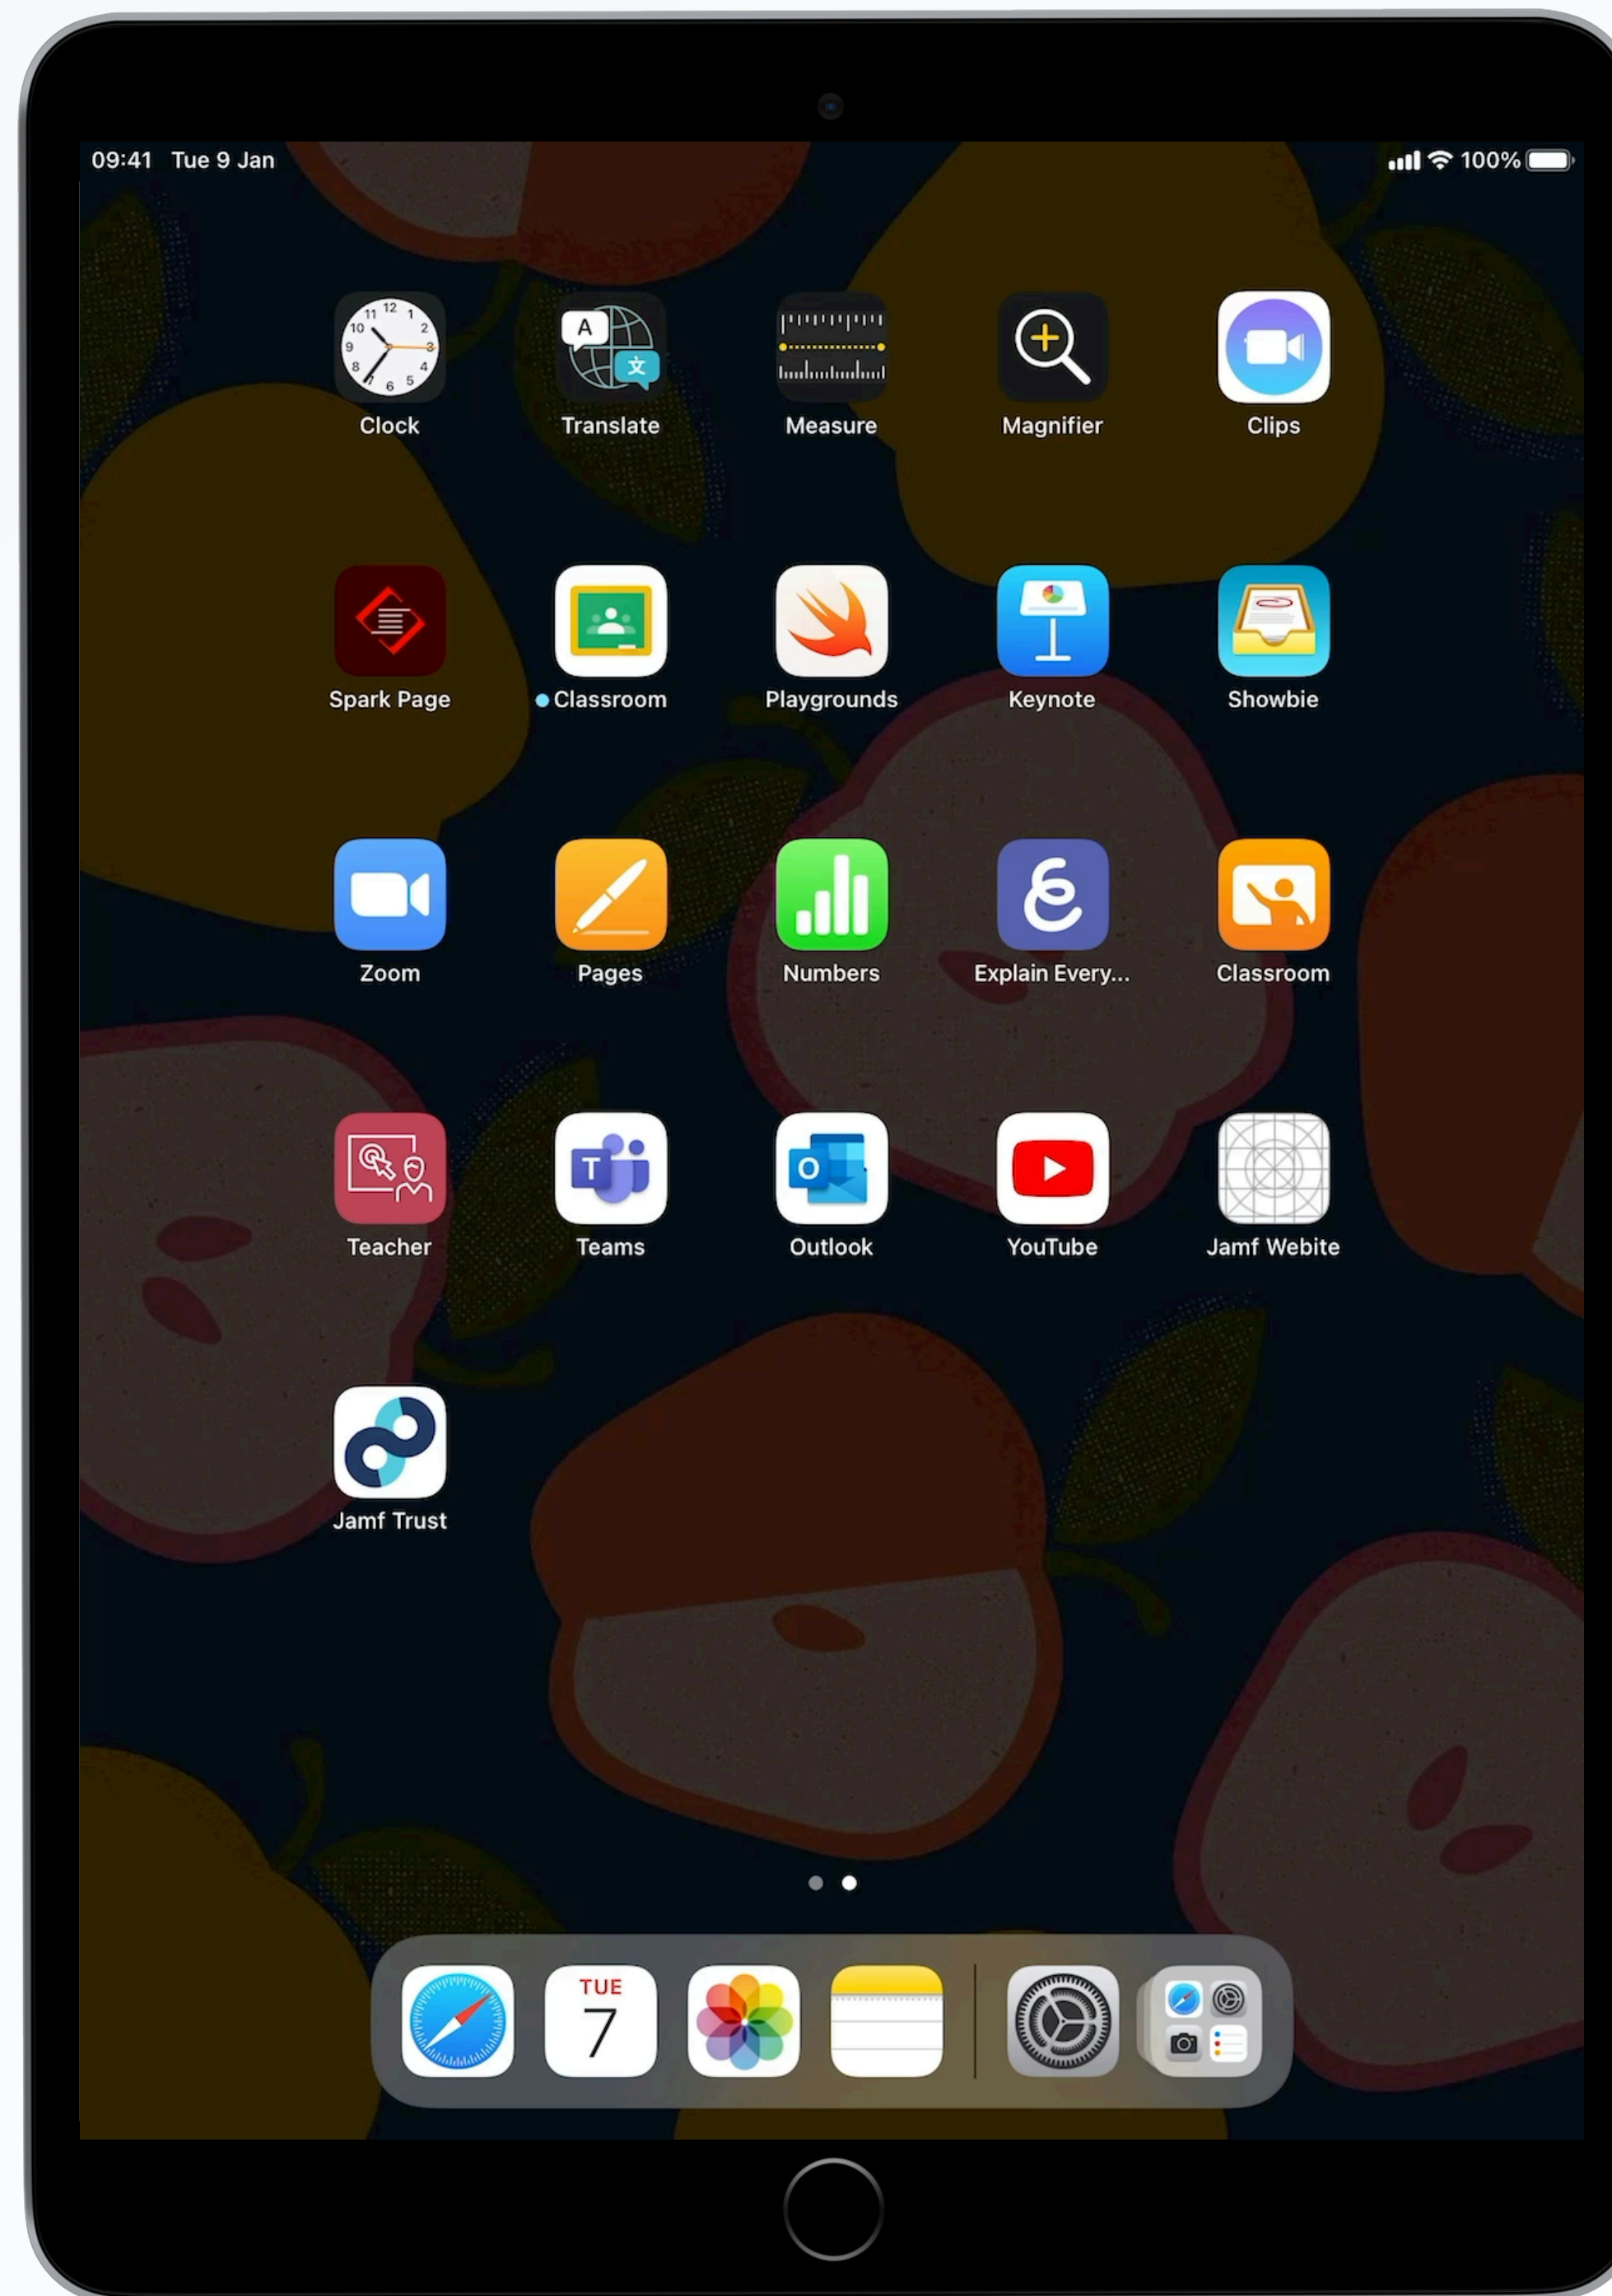 09:41 Tue 9 Jan 100%
Clock Translate Measure Magnifier Clips
Spark Page Classroom Playgrounds Keynote Showbie
Zoom Pages Numbers Explain Every... Classroom
Teacher Teams Outlook YouTube Jamf Webite
Jamf Trust
TUE
7